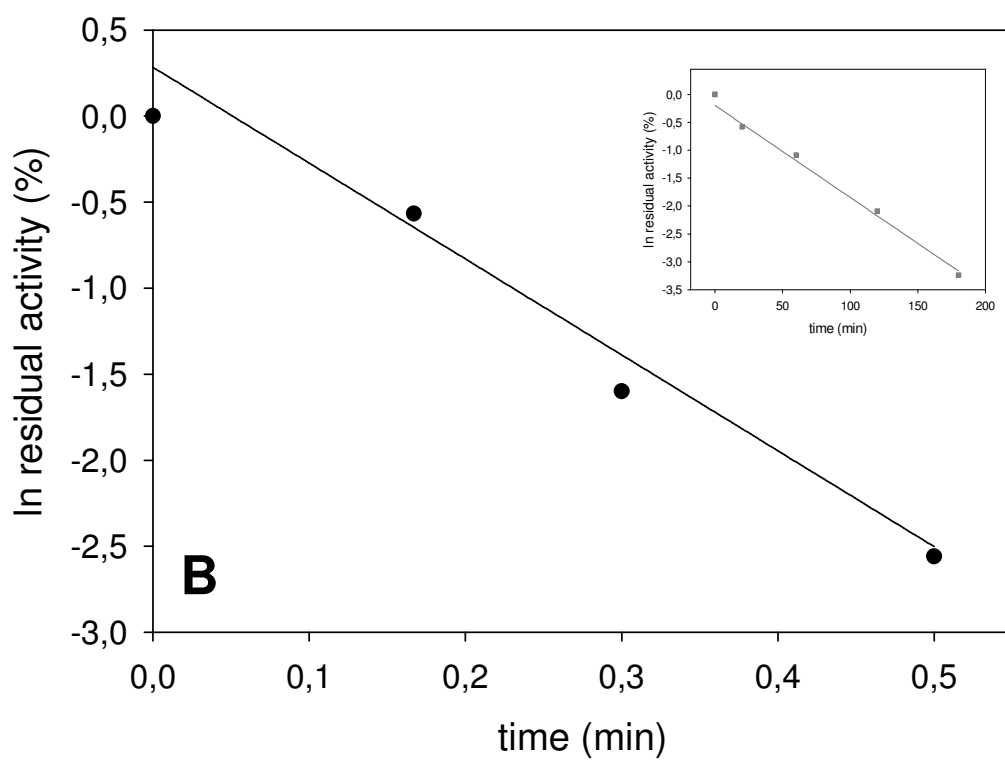 0,5
0,0
-0,5
-1,0
-1,5
-2,0
-2,5
-3,0
ln residual activity (%)
0,0 0,1 0,2 0,3 0,4 0,5
time (min)
B
0,0
-0,5
-1,0
-1,5
-2,0
-2,5
-3,0
-3,5
ln residual activity (%)
0 50 100 150 200
time (min)